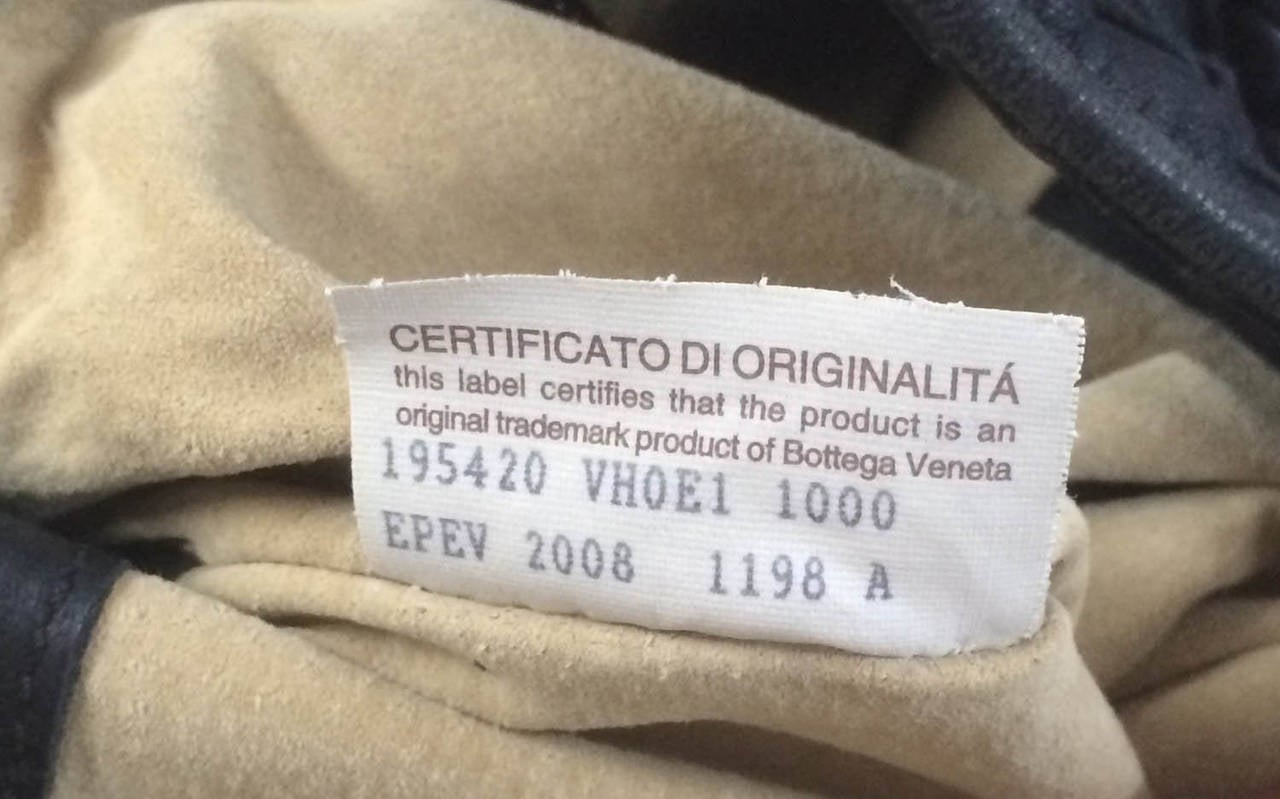 CERTIFICATO DI ORIGINALITÁ
this label certifies that the product is an
original trademark product of Bottega Veneta
195420 VH0E1 1000
EPEV 2008 1198 A